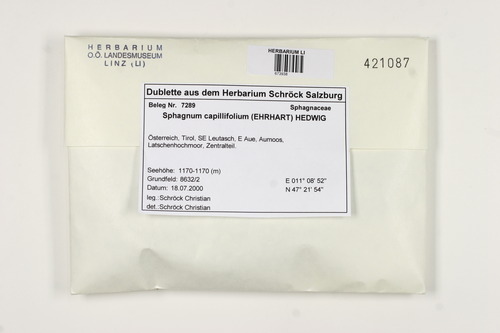 HERBARIUM
O.Ö. LANDESMUSEUM
LINZ (LI)
HERBARIUM LI
421087
Dublette aus dem Herbarium Schröck Salzburg
Beleg Nr. 7289 Sphagnaceae
Sphagnum capillifolium (EHRHART) HEDWIG
Österreich, Tirol, SE Leutasch, E Aue, Aumoos,
Latschenhochmoor, Zentralteil.
Seehöhe: 1170-1170 (m)
Grundfeld: 8632/2 E 011° 08' 52"
Datum: 18.07.2000 N 47° 21' 54"
leg.:Schröck Christian
det.:Schröck Christian